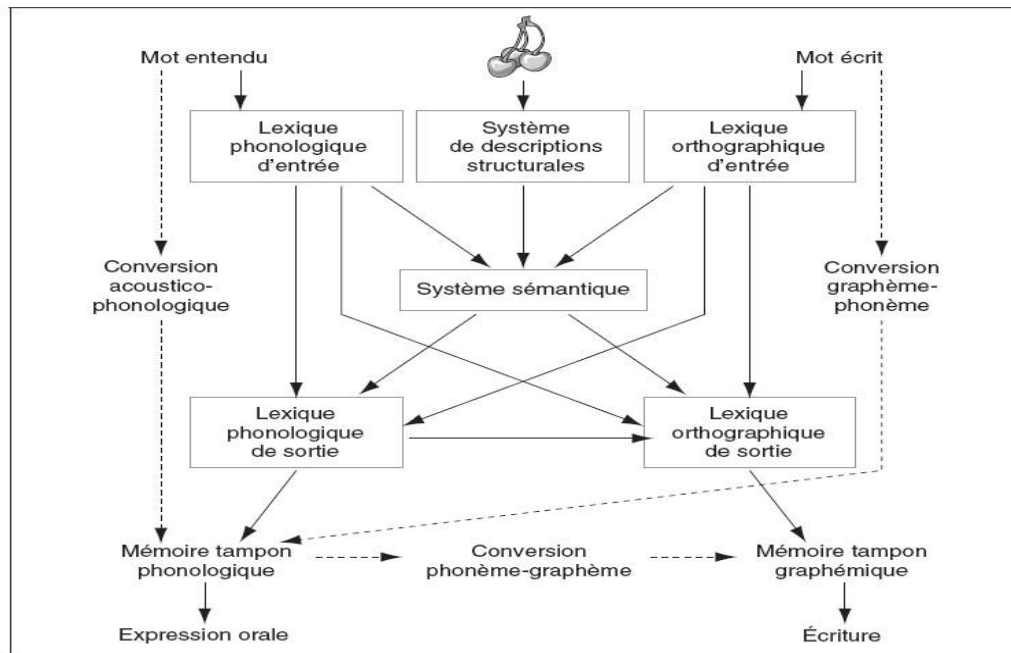 Mot entendu
Mot écrit
Lexique
phonologique
d'entrée
Système
de descriptions
structurales
Lexique
orthographique
d'entrée
Conversion
acoustico-
phonologique
Système sémantique
Conversion
graphème-
phonème
Lexique
phonologique
de sortie
Lexique
orthographique
de sortie
Mémoire tampon
phonologique
Conversion
phonème-graphème
Mémoire tampon
graphémique
Expression orale
Écriture